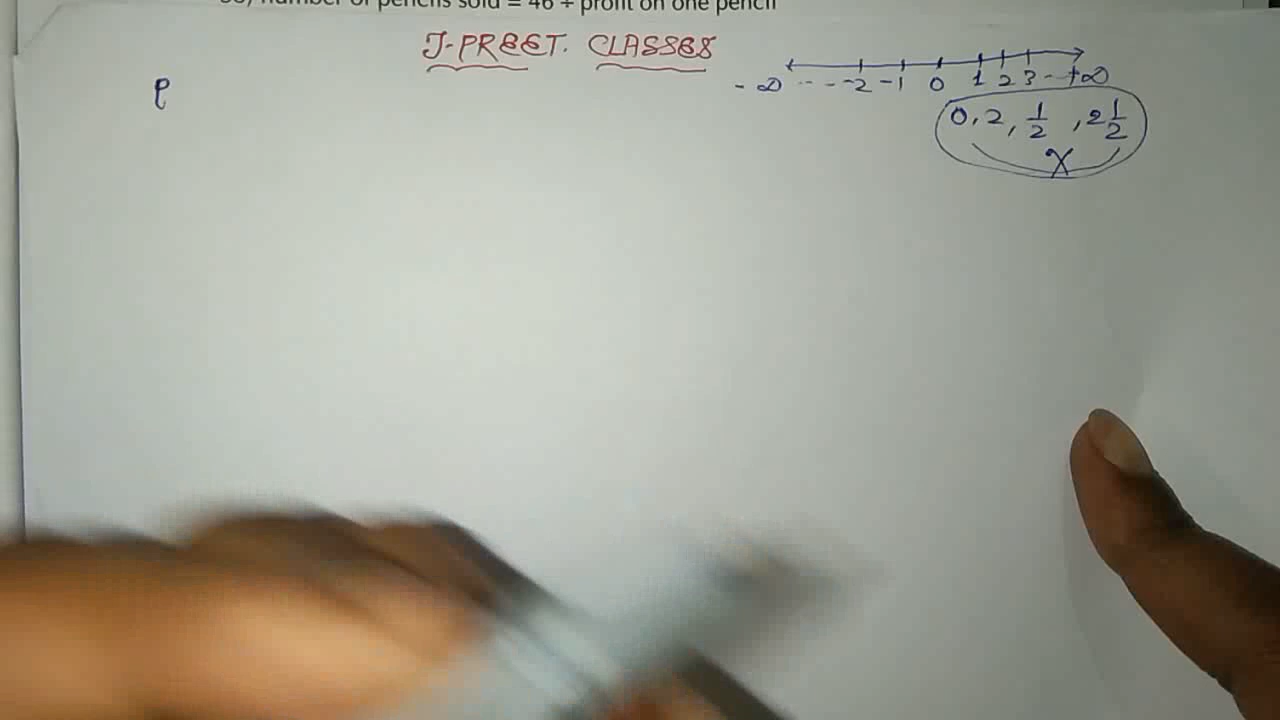 So, number of pencils sold = 46 ÷ profit on one pencil
J-PREET. CLASSES
-∞ --- -2 -1 0 1 2 3 -- +∞
0, 2, 1/2, 2 1/2
X
P